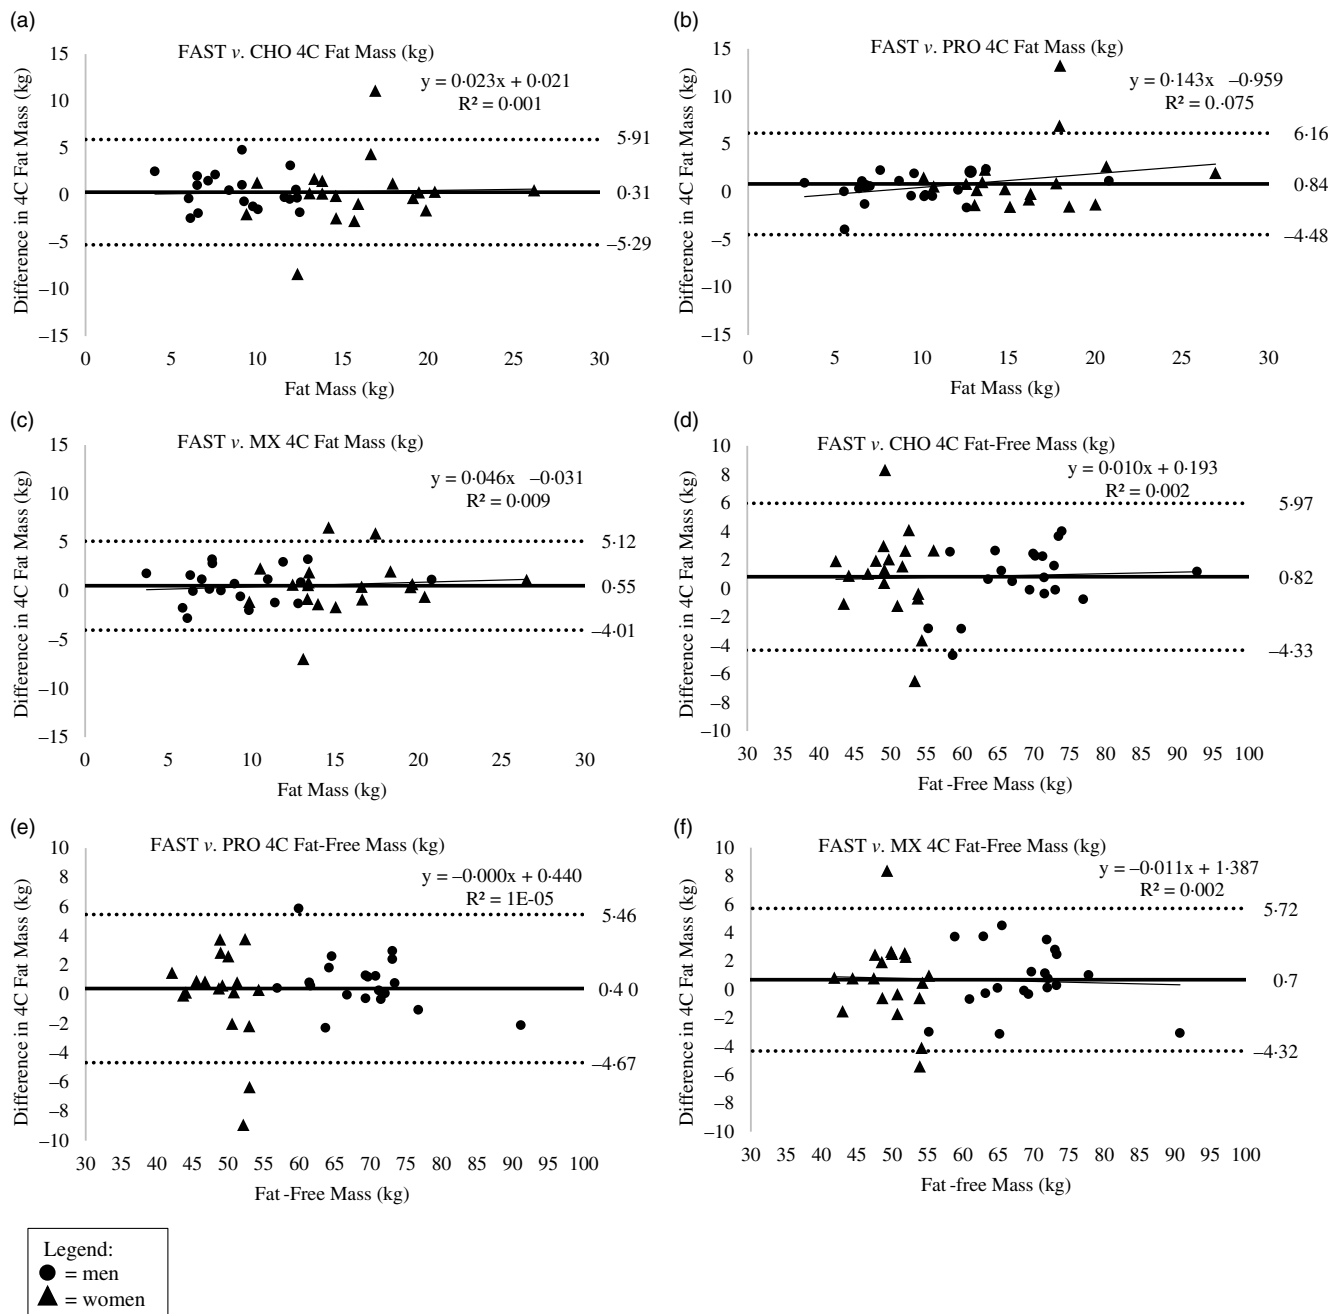 (a)
FAST v. CHO 4C Fat Mass (kg)
y = 0·023x + 0·021
R² = 0·001
Difference in 4C Fat Mass (kg)
15
10
5
0
–5
–10
–15
5·91
0·31
–5·29
0 5 10 15 20 25 30
Fat Mass (kg)
(b)
FAST v. PRO 4C Fat Mass (kg)
y = 0·143x –0·959
R² = 0.·075
Difference in 4C Fat Mass (kg)
15
10
5
0
–5
–10
–15
6·16
0·84
–4·48
0 5 10 15 20 25 30
Fat Mass (kg)
(c)
FAST v. MX 4C Fat Mass (kg)
y = 0·046x –0·031
R² = 0·009
Difference in 4C Fat Mass (kg)
15
10
5
0
–5
–10
–15
5·12
0·55
–4·01
0 5 10 15 20 25 30
Fat Mass (kg)
(d)
FAST v. CHO 4C Fat-Free Mass (kg)
y = 0·010x + 0·193
R² = 0·002
Difference in 4C Fat Mass (kg)
10
8
6
4
2
0
–2
–4
–6
–8
–10
5·97
0·82
–4·33
30 35 40 45 50 55 60 65 70 75 80 85 90 95 100
Fat-Free Mass (kg)
(e)
FAST v. PRO 4C Fat-Free Mass (kg)
y = –0·000x + 0·440
R² = 1E-05
Difference in 4C Fat Mass (kg)
10
8
6
4
2
0
–2
–4
–6
–8
–10
5·46
0·4 0
–4·67
30 35 40 45 50 55 60 65 70 75 80 85 90 95 100
Fat-Free Mass (kg)
(f)
FAST v. MX 4C Fat-Free Mass (kg)
y = –0·011x + 1·387
R² = 0·002
Difference in 4C Fat Mass (kg)
10
8
6
4
2
0
–2
–4
–6
–8
–10
5·72
0·7
–4·32
30 35 40 45 50 55 60 65 70 75 80 85 90 95 100
Fat-free Mass (kg)
Legend:
= men
= women